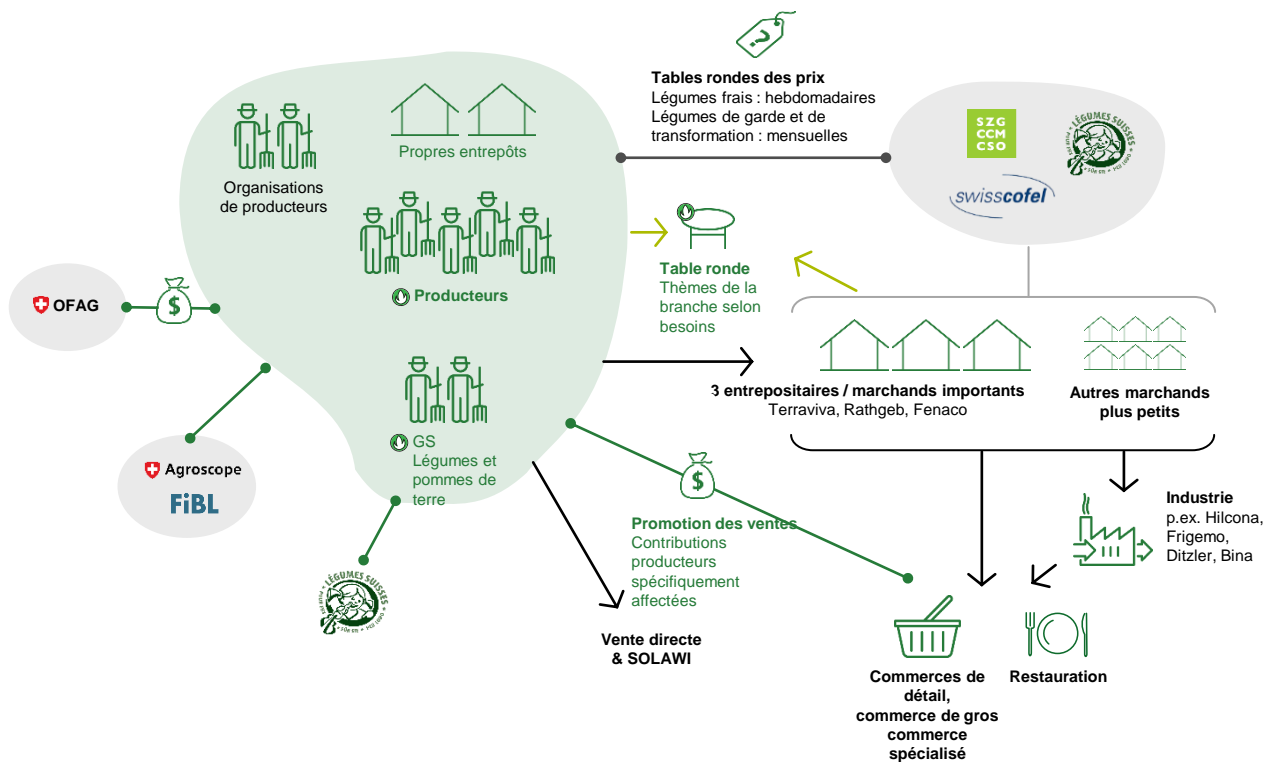 ?
Tables rondes des prix
Légumes frais : hebdomadaires
Légumes de garde et de
transformation : mensuelles
SZG
CCM
CSO
LÉGUMES SUISSES
swisscofel
Propres entrepôts
Organisations
de producteurs
Producteurs
Table ronde
Thèmes de la
branche selon
besoins
OFAG
$
3 entrepositaires / marchands importants
Terraviva, Rathgeb, Fenaco
Autres marchands
plus petits
GS
Légumes et
pommes de
terre
Agroscope
FiBL
$
Promotion des ventes
Contributions
producteurs
spécifiquement
affectées
Industrie
p.ex. Hilcona,
Frigemo,
Ditzler, Bina
LÉGUMES SUISSES
Vente directe
& SOLAWI
Commerces de
détail,
commerce de gros
commerce
spécialisé
Restauration